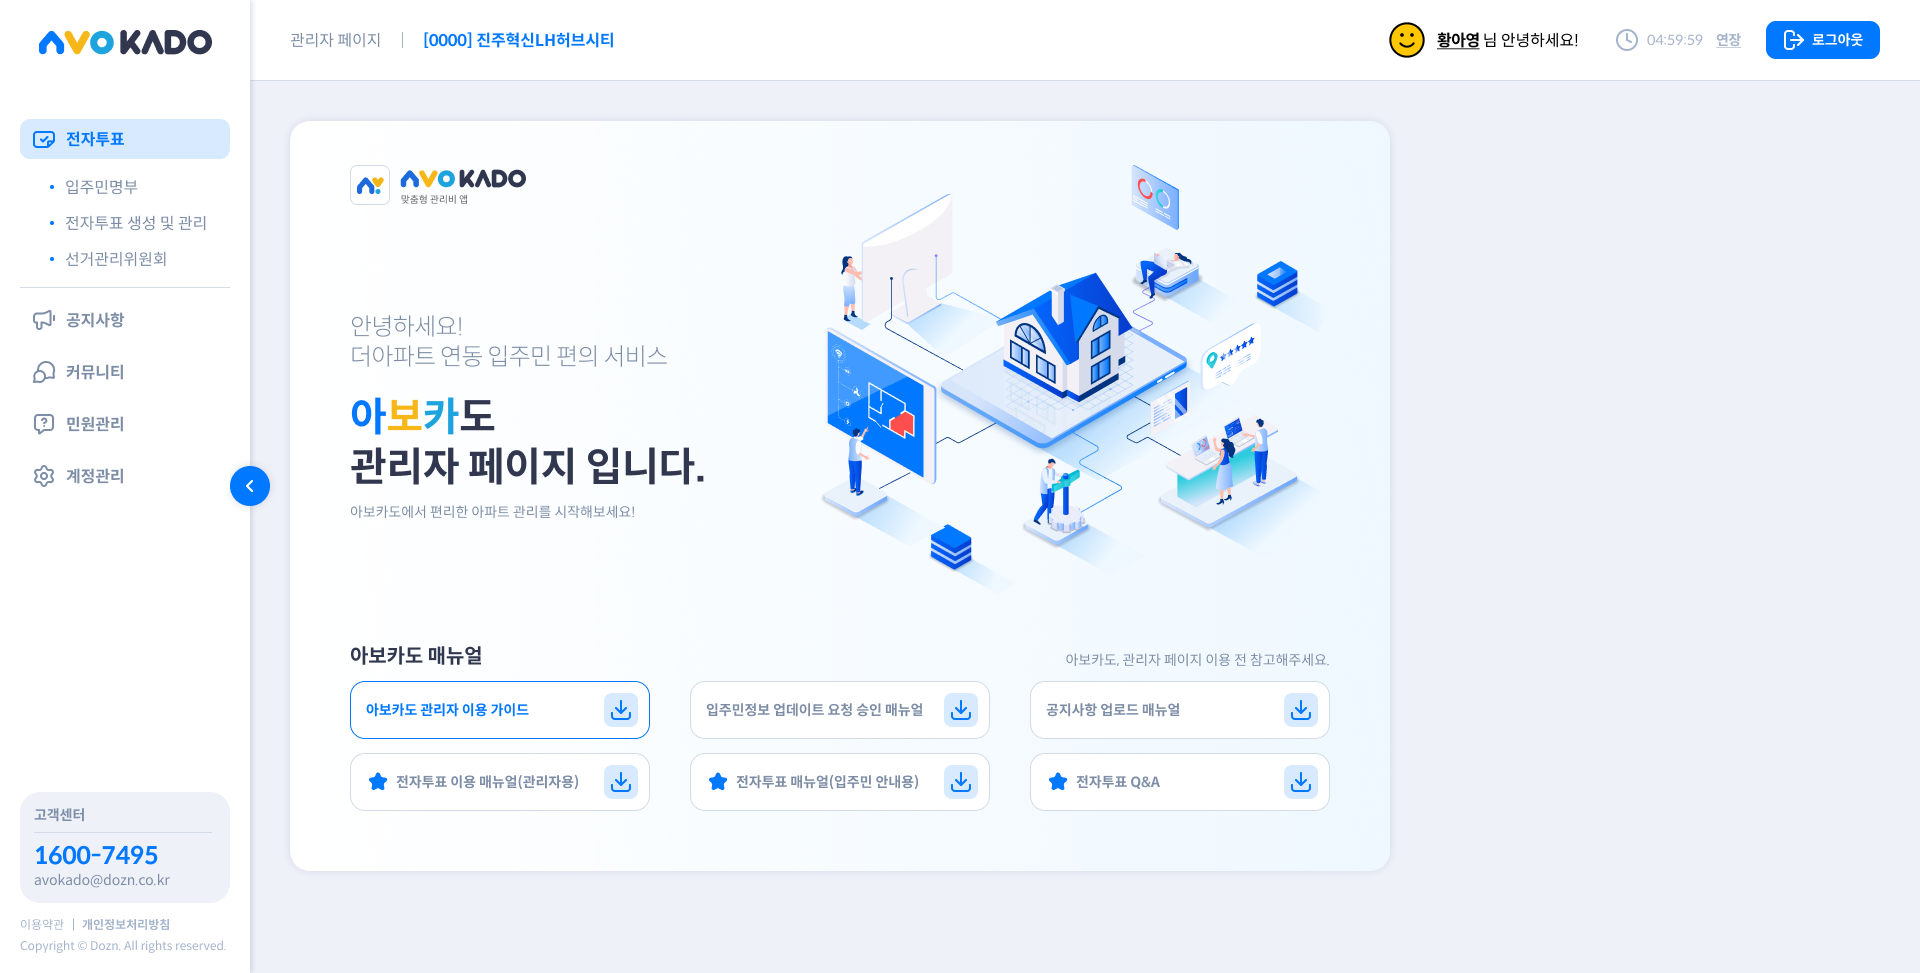 AVOKADO
관리자 페이지
[0000] 진주혁신LH허브시티
황아영 님 안녕하세요!
04:59:59
연장
로그아웃
전자투표
입주민명부
전자투표 생성 및 관리
선거관리위원회
공지사항
커뮤니티
민원관리
계정관리
고객센터
1600-7495
avokado@dozn.co.kr
이용약관 | 개인정보처리방침
Copyright © Dozn. All rights reserved.
AVOKADO
맞춤형 관리비 앱
안녕하세요!
더아파트 연동 입주민 편의 서비스
아보카도
관리자 페이지 입니다.
아보카도에서 편리한 아파트 관리를 시작해보세요!
아보카도 매뉴얼
아보카도, 관리자 페이지 이용 전 참고해주세요.
아보카도 관리자 이용 가이드
입주민정보 업데이트 요청 승인 매뉴얼
공지사항 업로드 매뉴얼
전자투표 이용 매뉴얼(관리자용)
전자투표 매뉴얼(입주민 안내용)
전자투표 Q&A